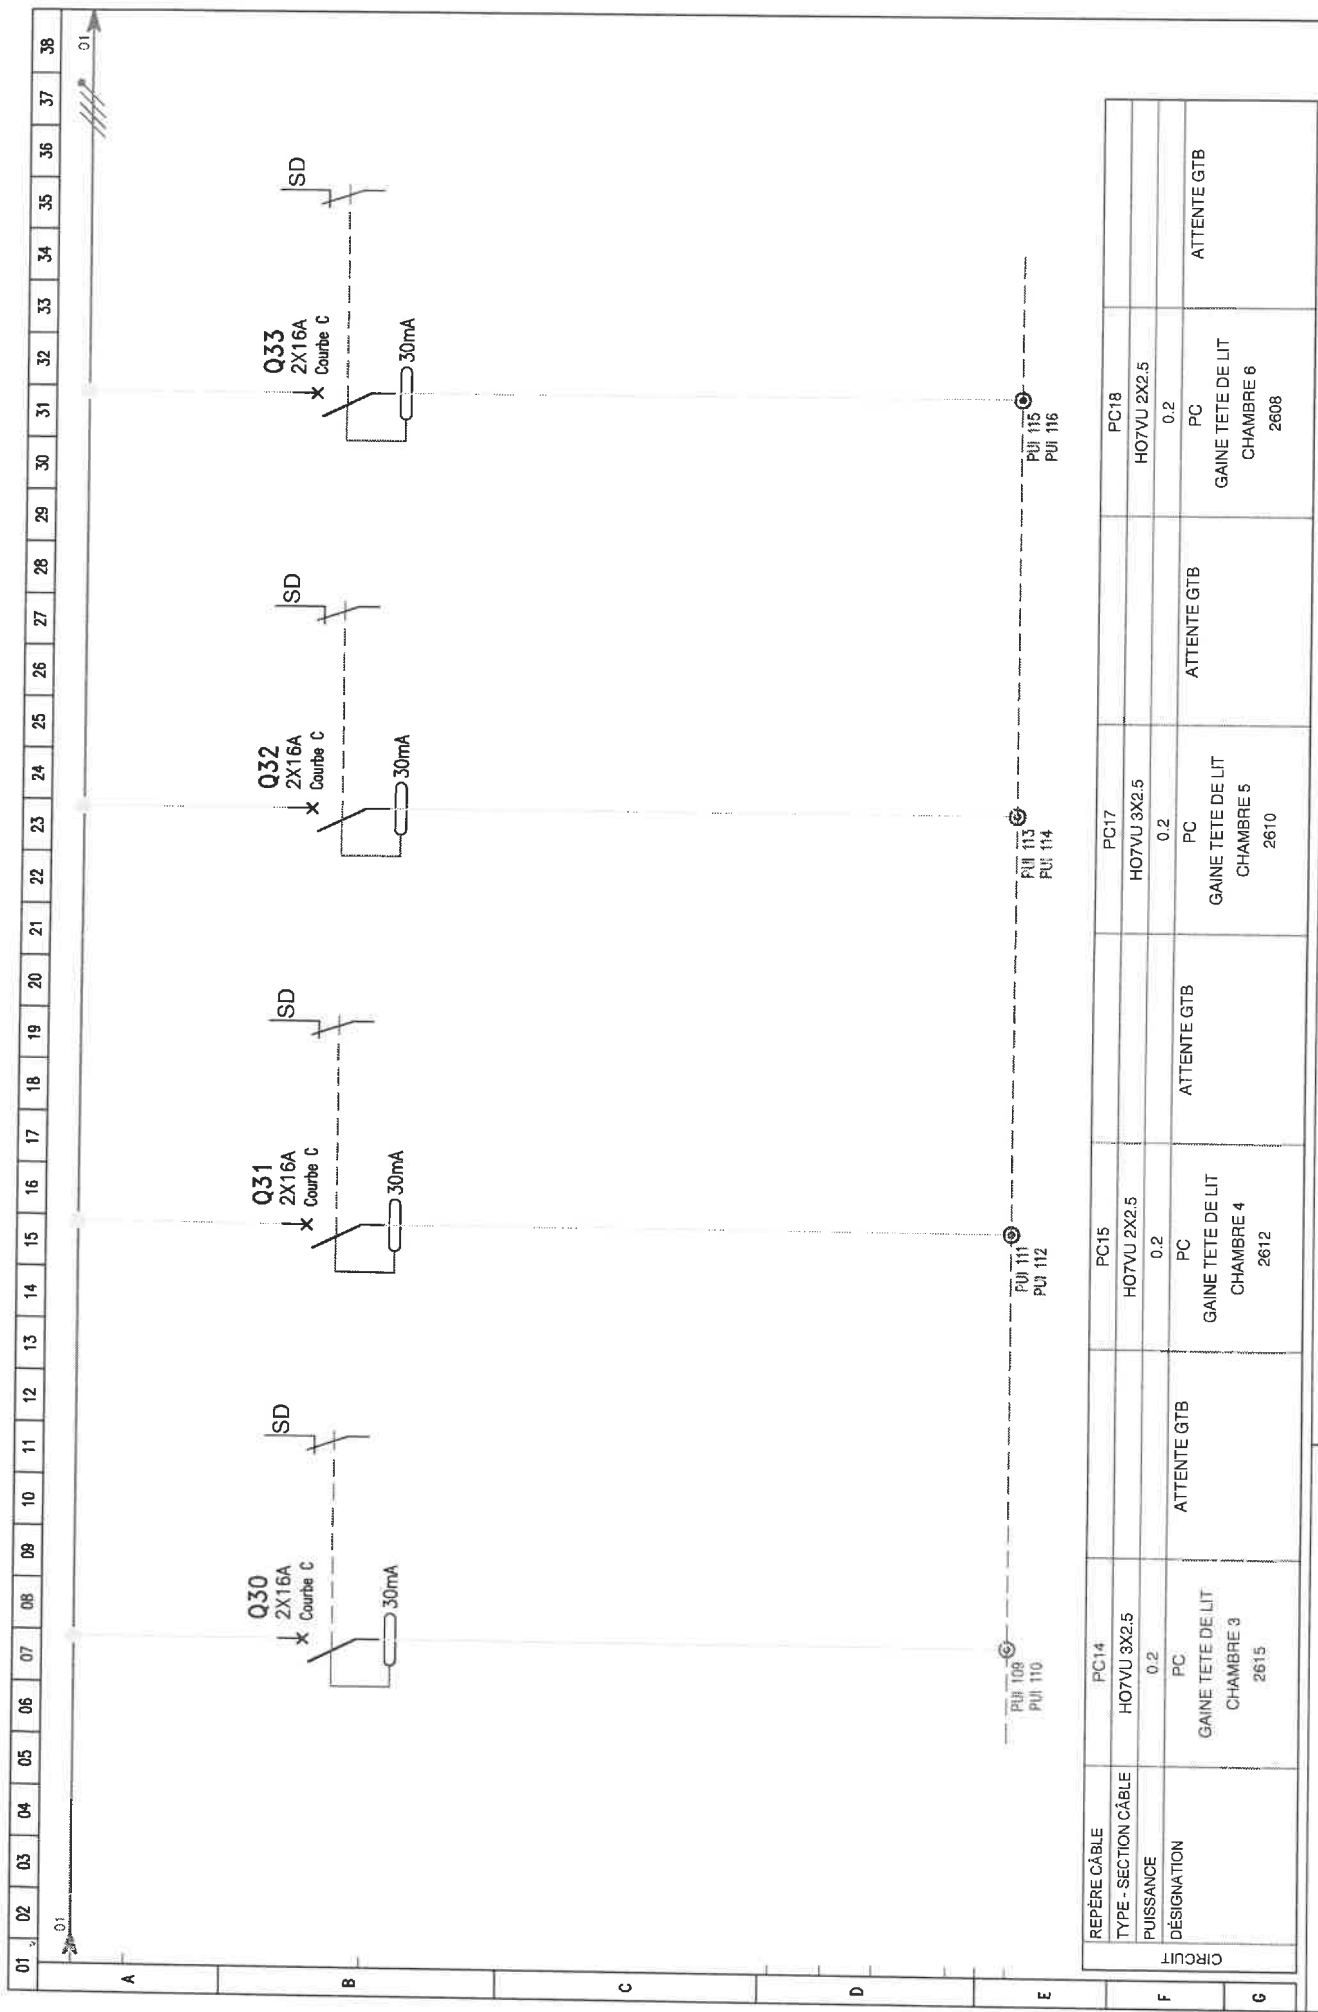 01 02 03 04 05 06 07 08 09 10 11 12 13 14 15 16 17 18 19 20 21 22 23 24 25 26 27 28 29 30 31 32 33 34 35 36 37 38
01
01
A
B
C
D
E
F
G
Q30
2X16A
Courbe C
30mA
SD
Q31
2X16A
Courbe C
30mA
SD
Q32
2X16A
Courbe C
30mA
SD
Q33
2X16A
Courbe C
30mA
SD
PUI 109
PUI 110
PUI 111
PUI 112
PUI 113
PUI 114
PUI 115
PUI 116
CIRCUIT
REPÈRE CÂBLE PC14 PC15 PC17 PC18
TYPE - SECTION CÂBLE HO7VU 3X2.5 HO7VU 2X2.5 HO7VU 3X2.5 HO7VU 2X2.5
PUISSANCE 0.2 0.2 0.2 0.2
DÉSIGNATION PC ATTENTE GTB PC ATTENTE GTB PC ATTENTE GTB PC ATTENTE GTB
GAINE TETE DE LIT GAINE TETE DE LIT GAINE TETE DE LIT GAINE TETE DE LIT
CHAMBRE 3 CHAMBRE 4 CHAMBRE 5 CHAMBRE 6
2615 2612 2610 2608